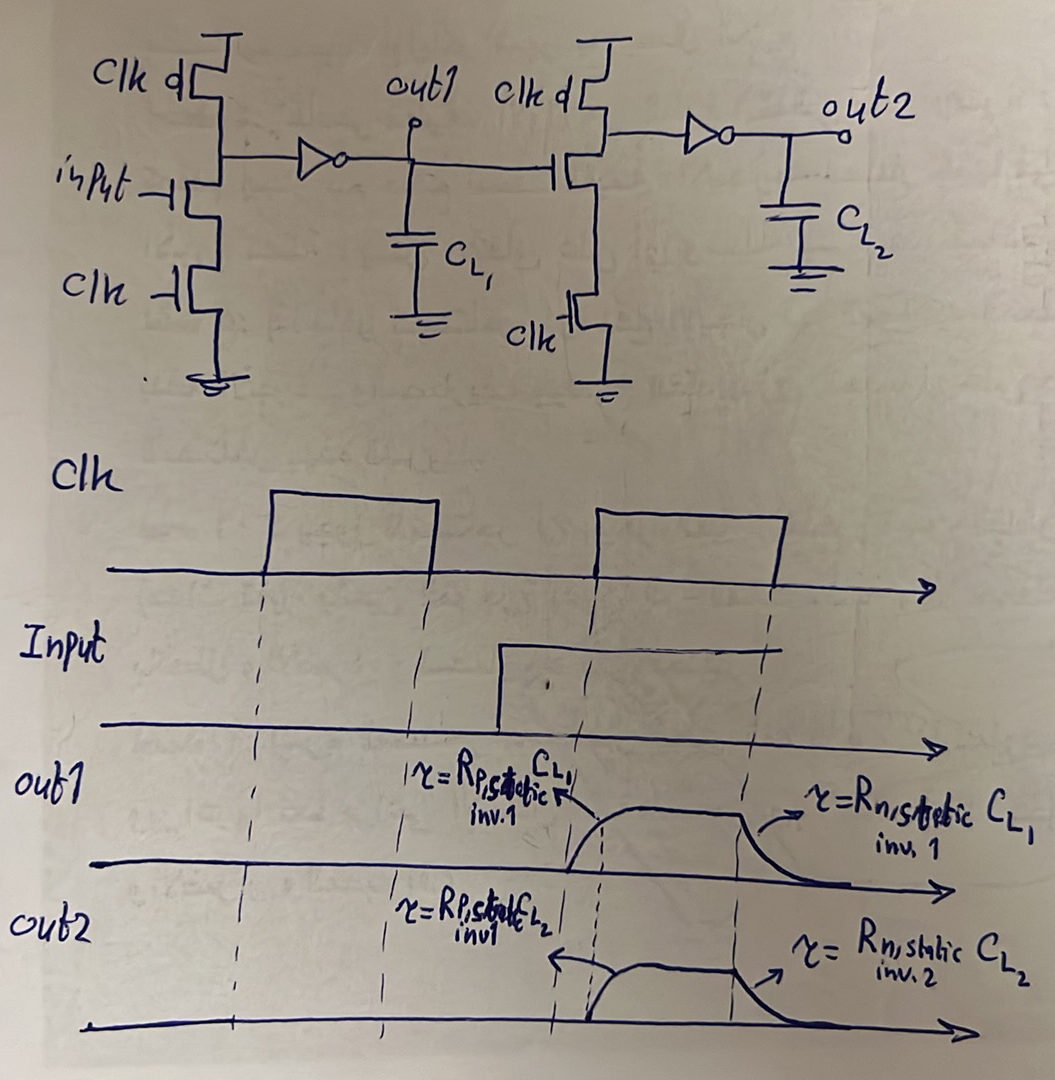 Clk
out1
Clk
out2
input
Clk
CL1
CL2
Clk
Clk
Input
out1
τ=RP,static CL1
inv.1
τ=Rn,static CL1
inv. 1
out2
τ=RP,static CL2
inv1
τ= Rn,static CL2
inv.2